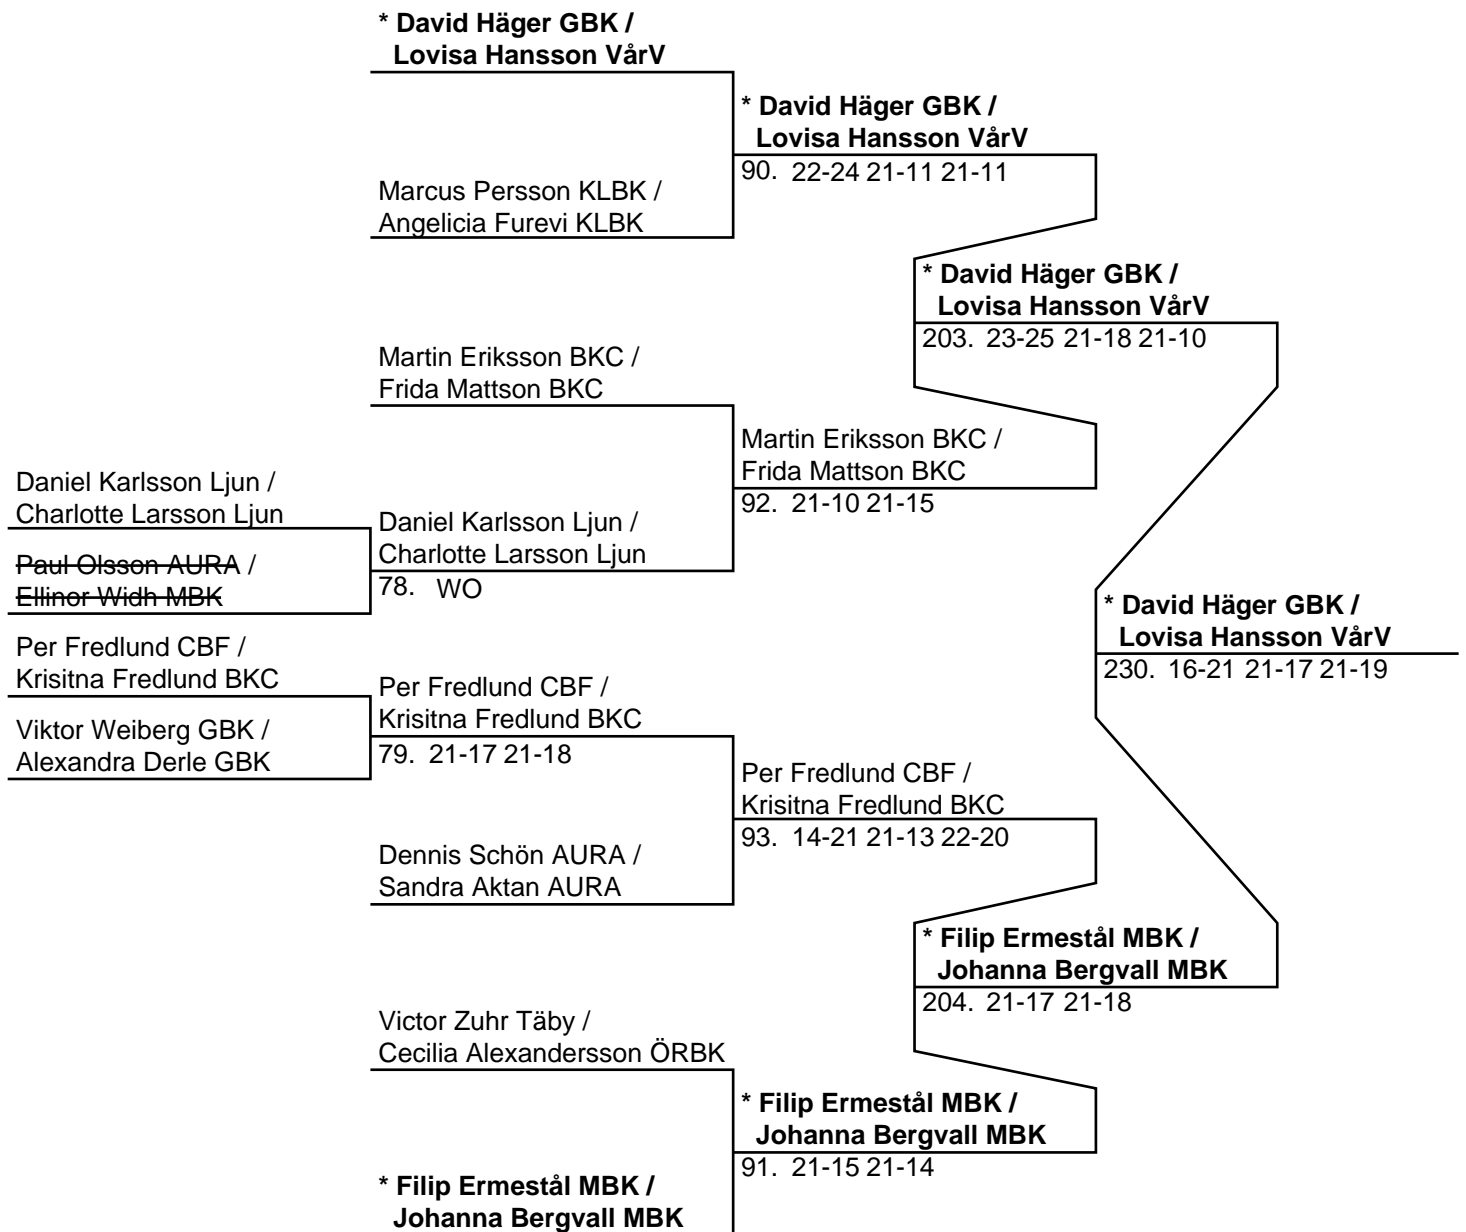 * David Häger GBK /
Lovisa Hansson VårV
* David Häger GBK /
Lovisa Hansson VårV
90. 22-24 21-11 21-11
Marcus Persson KLBK /
Angelicia Furevi KLBK
* David Häger GBK /
Lovisa Hansson VårV
203. 23-25 21-18 21-10
Martin Eriksson BKC /
Frida Mattson BKC
Martin Eriksson BKC /
Frida Mattson BKC
92. 21-10 21-15
Daniel Karlsson Ljun /
Charlotte Larsson Ljun
Daniel Karlsson Ljun /
Charlotte Larsson Ljun
78. WO
Paul Olsson AURA /
Ellinor Widh MBK
* David Häger GBK /
Lovisa Hansson VårV
230. 16-21 21-17 21-19
Per Fredlund CBF /
Krisitna Fredlund BKC
Per Fredlund CBF /
Krisitna Fredlund BKC
79. 21-17 21-18
Viktor Weiberg GBK /
Alexandra Derle GBK
Per Fredlund CBF /
Krisitna Fredlund BKC
93. 14-21 21-13 22-20
Dennis Schön AURA /
Sandra Aktan AURA
* Filip Ermestål MBK /
Johanna Bergvall MBK
204. 21-17 21-18
Victor Zuhr Täby /
Cecilia Alexandersson ÖRBK
* Filip Ermestål MBK /
Johanna Bergvall MBK
91. 21-15 21-14
* Filip Ermestål MBK /
Johanna Bergvall MBK